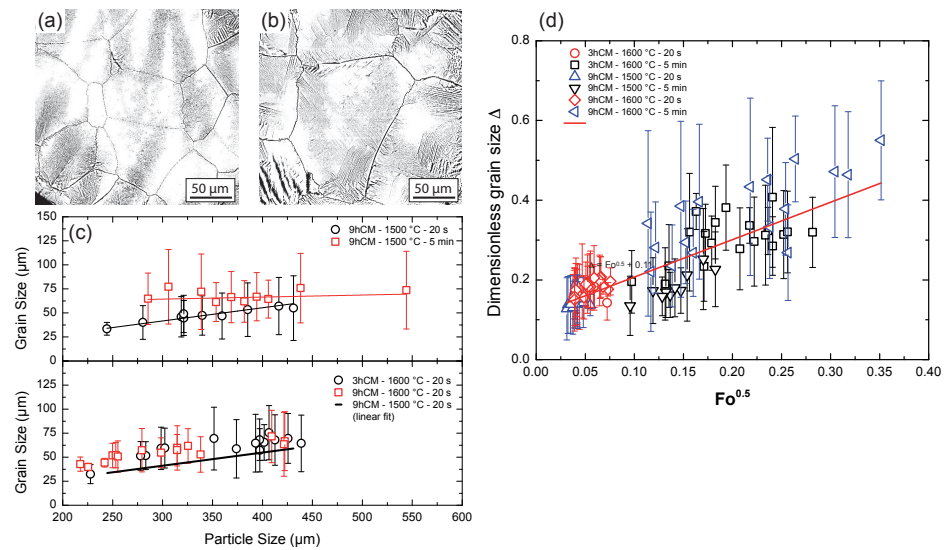 (a)
50 µm
(b)
50 µm
(c)
Grain Size (µm)
150
125
100
75
50
25
0
9hCM - 1500 °C - 20 s
9hCM - 1500 °C - 5 min
Grain Size (µm)
150
125
100
75
50
25
0
3hCM - 1600 °C - 20 s
9hCM - 1600 °C - 20 s
9hCM - 1500 °C - 20 s
(linear fit)
200 250 300 350 400 450 500 550 600
Particle Size (µm)
(d)
Dimensionless grain size Δ
0.8
0.6
0.4
0.2
0.0
3hCM - 1600 °C - 20 s
3hCM - 1600 °C - 5 min
9hCM - 1500 °C - 20 s
9hCM - 1500 °C - 5 min
9hCM - 1600 °C - 20 s
9hCM - 1600 °C - 5 min
= Fo⁰·⁵ + 0.11
0.00 0.05 0.10 0.15 0.20 0.25 0.30 0.35 0.40
Fo⁰·⁵